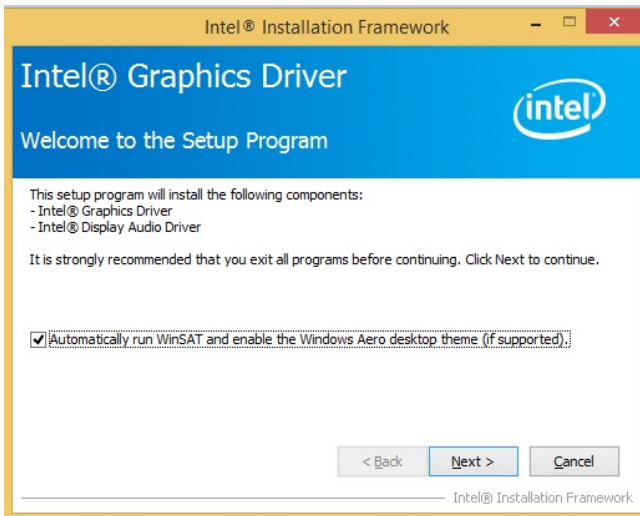 Intel® Installation Framework
Intel® Graphics Driver
intel
Welcome to the Setup Program
This setup program will install the following components:
- Intel® Graphics Driver
- Intel® Display Audio Driver
It is strongly recommended that you exit all programs before continuing. Click Next to continue.
Automatically run WinSAT and enable the Windows Aero desktop theme (if supported).
< Back Next > Cancel
Intel® Installation Framework